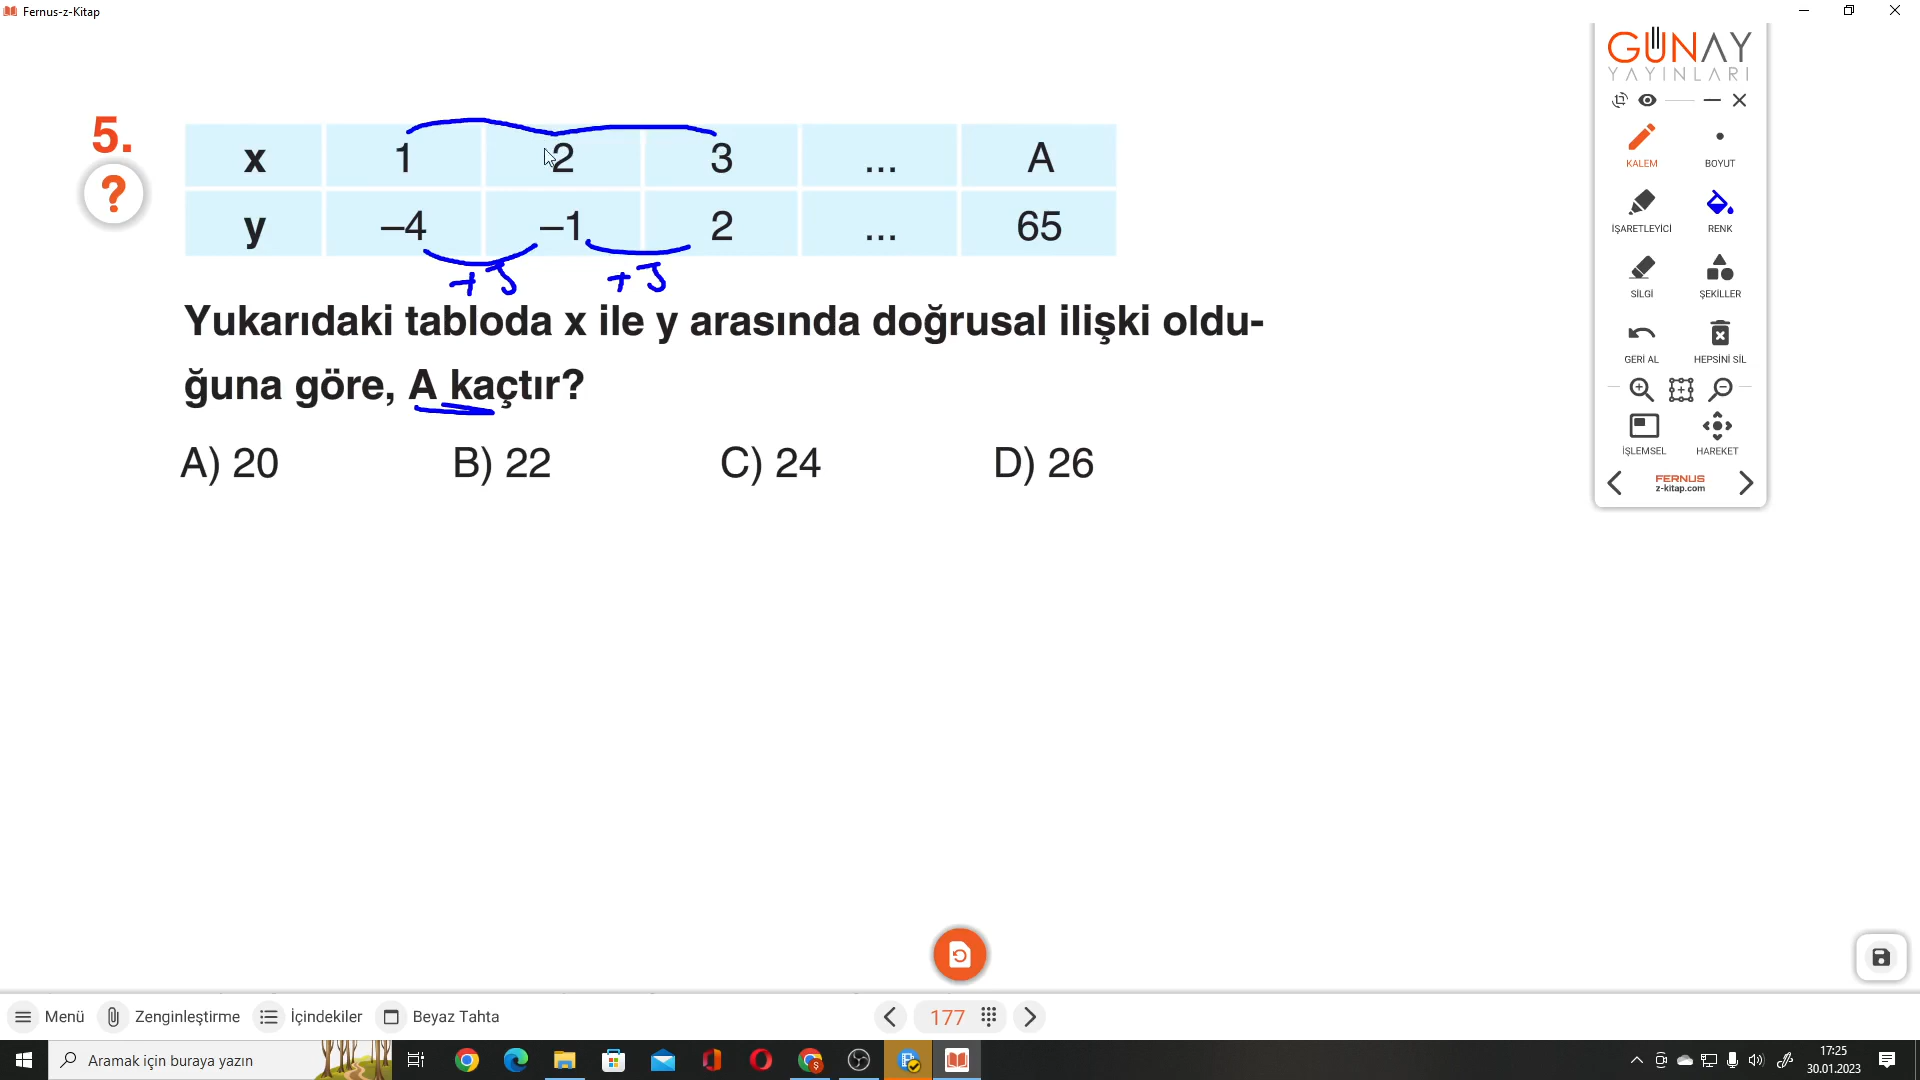 Fernus-z-Kitap
GÜNAY
YAYINLARI
KALEM BOYUT
İŞARETLEYİCİ RENK
SİLGİ ŞEKİLLER
GERİ AL HEPSİNİ SİL
İŞLEMSEL HAREKET
FERNUS
z-kitap.com
5.
?
x 1 2 3 ... A
y –4 –1 2 ... 65
+3 +3
Yukarıdaki tabloda x ile y arasında doğrusal ilişki oldu-
ğuna göre, A kaçtır?
A) 20 B) 22 C) 24 D) 26
Menü Zenginleştirme İçindekiler Beyaz Tahta 177
Aramak için buraya yazın
17:25
30.01.2023